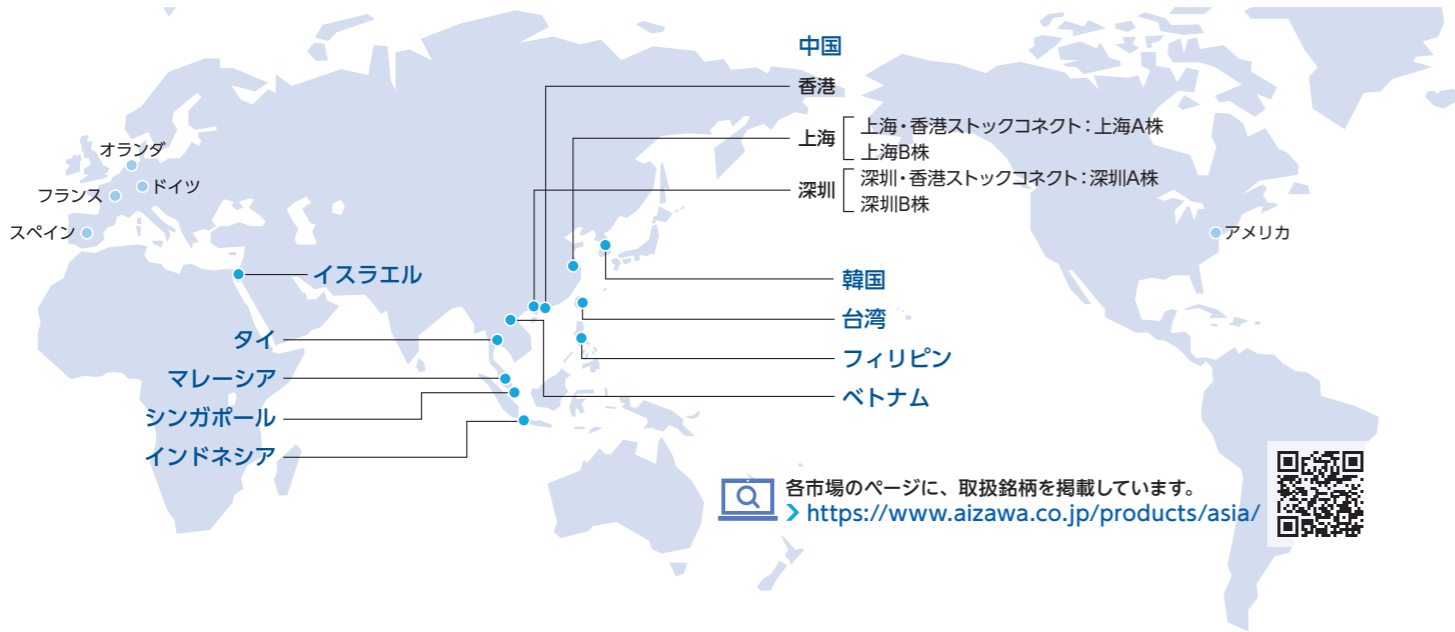 中国
香港
上海
上海・香港ストックコネクト：上海A株
上海B株
深圳
深圳・香港ストックコネクト：深圳A株
深圳B株
オランダ
ドイツ
フランス
スペイン
アメリカ
イスラエル
タイ
マレーシア
シンガポール
インドネシア
韓国
台湾
フィリピン
ベトナム
各市場のページに、取扱銘柄を掲載しています。
https://www.aizawa.co.jp/products/asia/